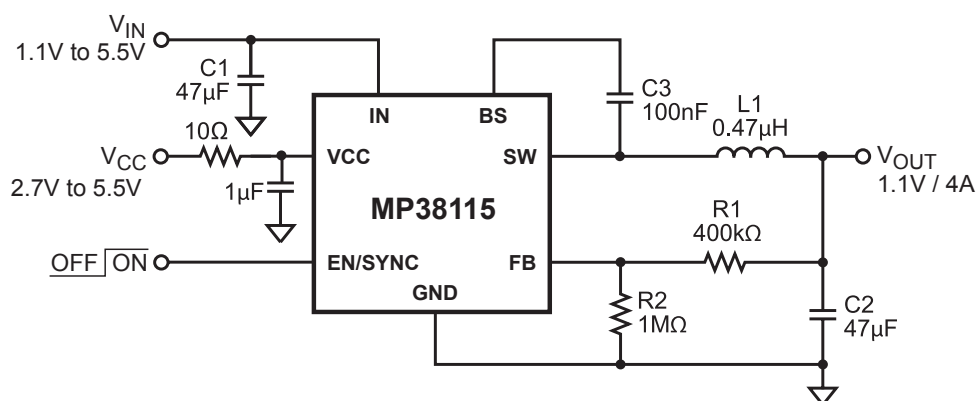 VIN
1.1V to 5.5V
C1
47µF
IN
BS
C3
100nF
L1
0.47µH
10Ω
VCC
2.7V to 5.5V
1µF
VCC
SW
VOUT
1.1V / 4A
MP38115
R1
400kΩ
OFF ON
EN/SYNC
FB
GND
R2
1MΩ
C2
47µF